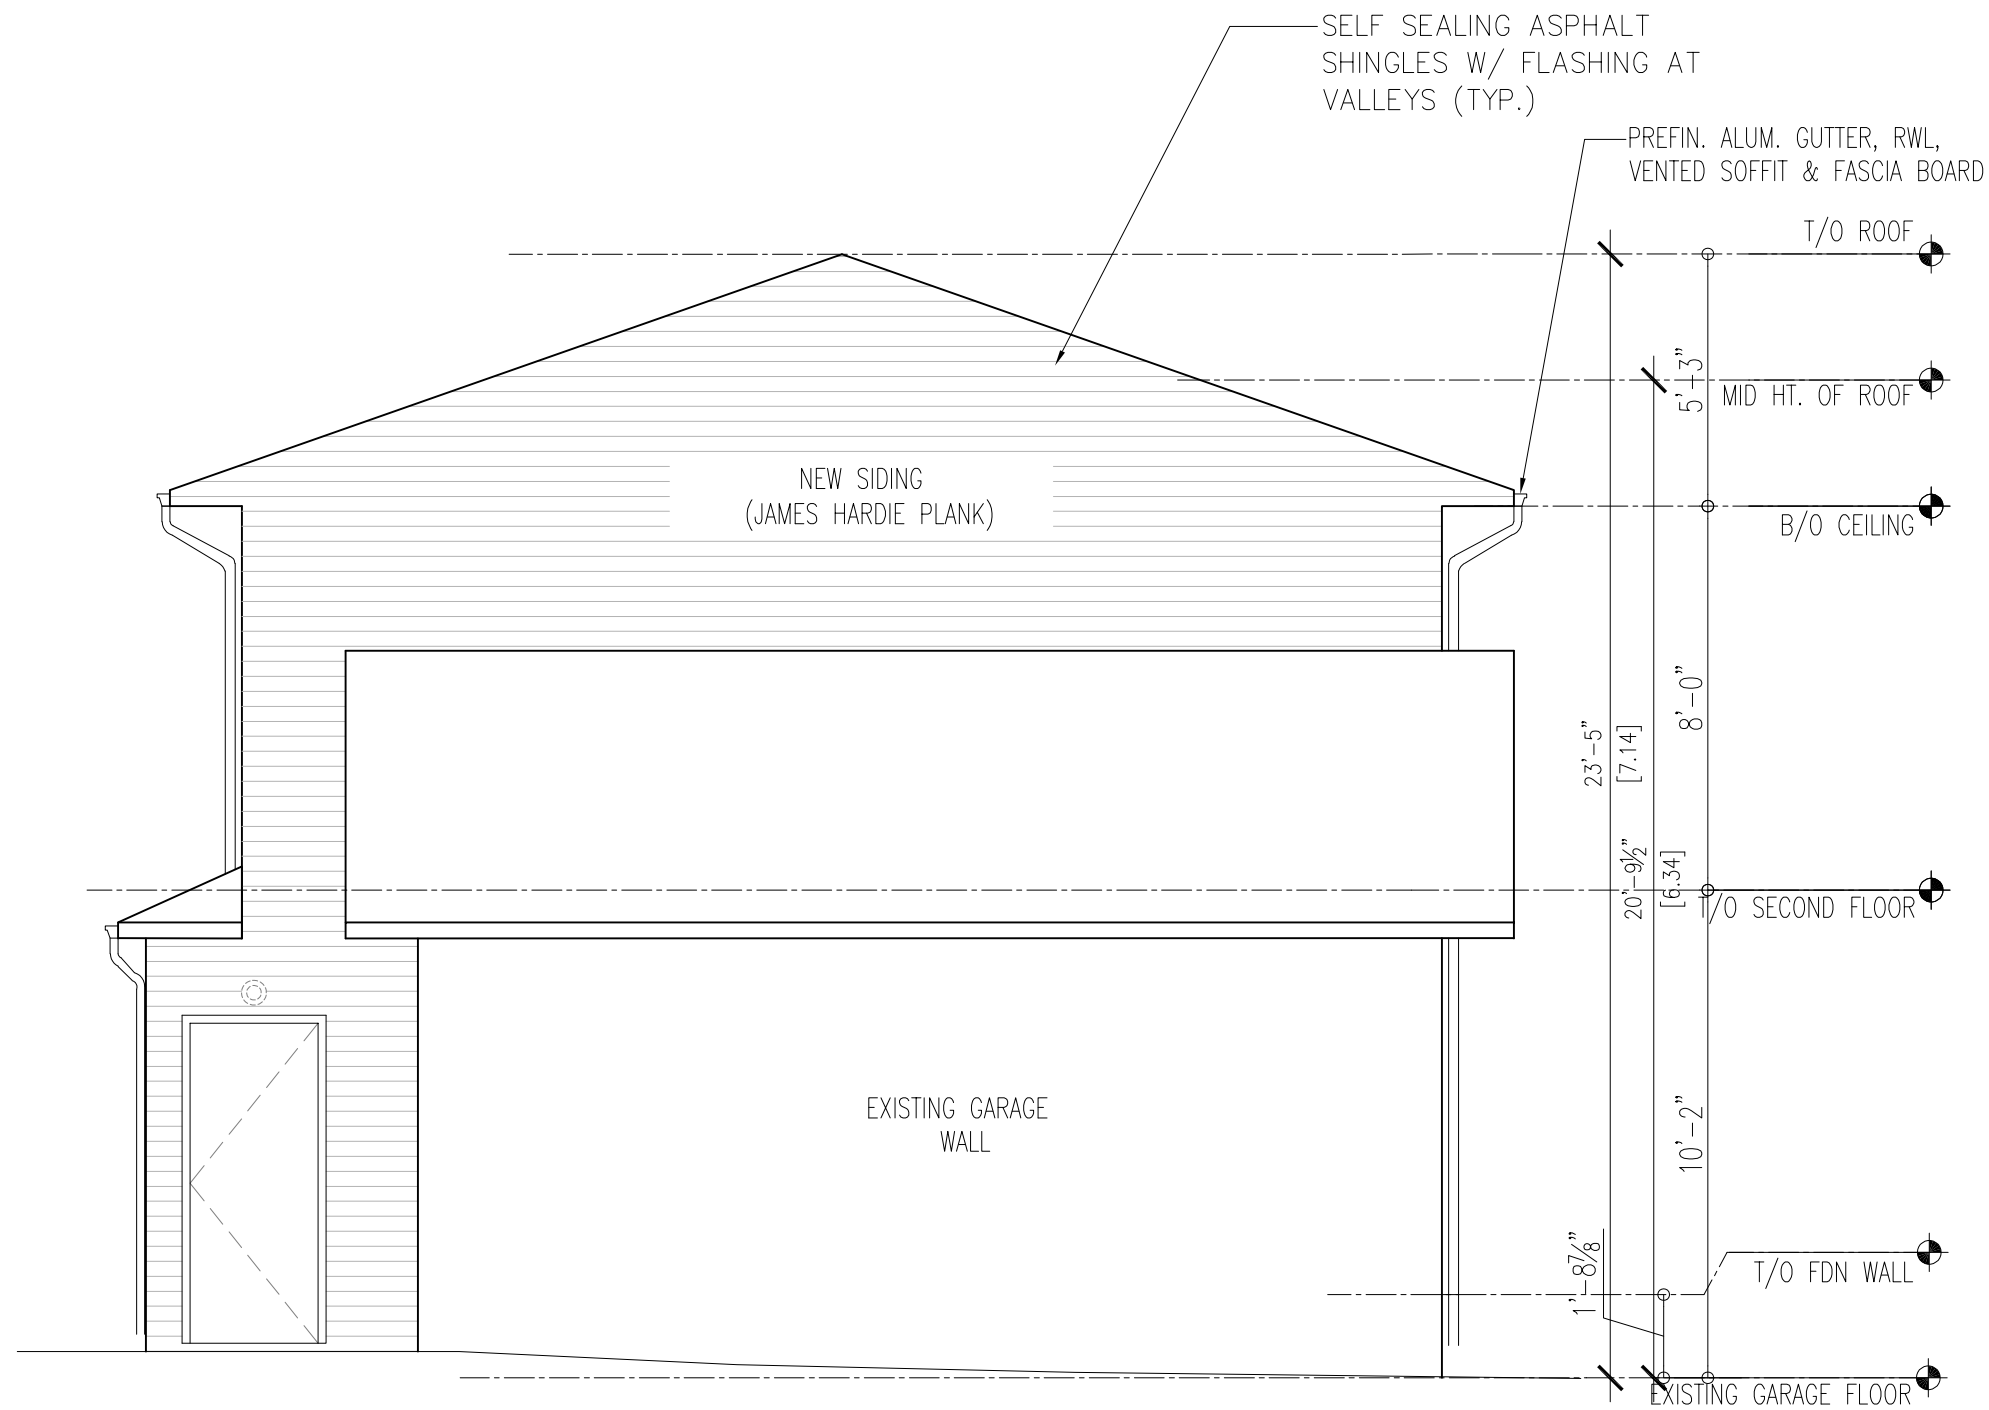 SELF SEALING ASPHALT
SHINGLES W/ FLASHING AT
VALLEYS (TYP.)
PREFIN. ALUM. GUTTER, RWL,
VENTED SOFFIT & FASCIA BOARD
T/O ROOF
5'-3"
MID HT. OF ROOF
NEW SIDING
(JAMES HARDIE PLANK)
B/O CEILING
8'-0"
23'-5"
[7.14]
20'-9½"
[6.34]
T/O SECOND FLOOR
EXISTING GARAGE
WALL
10'-2"
1'-8⅞"
T/O FDN WALL
EXISTING GARAGE FLOOR